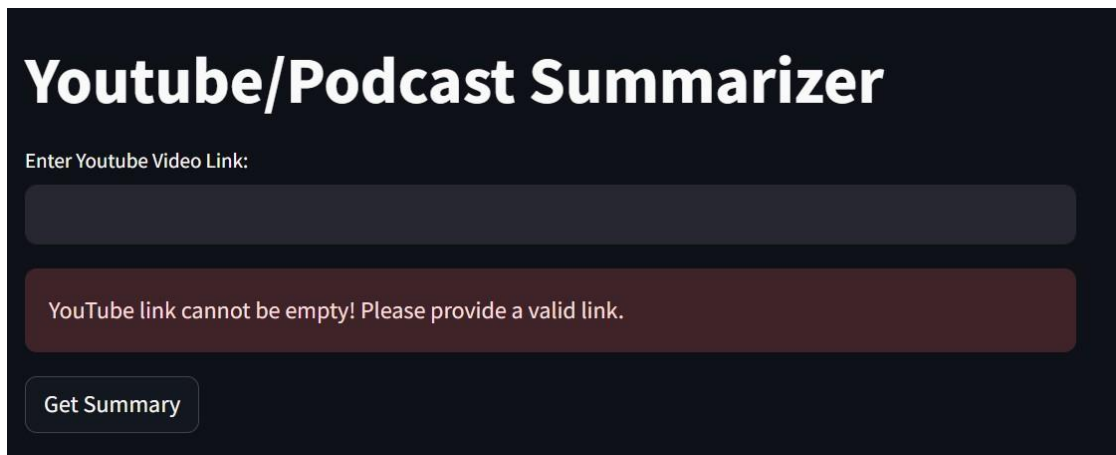 Youtube/Podcast Summarizer
Enter Youtube Video Link:
YouTube link cannot be empty! Please provide a valid link.
Get Summary